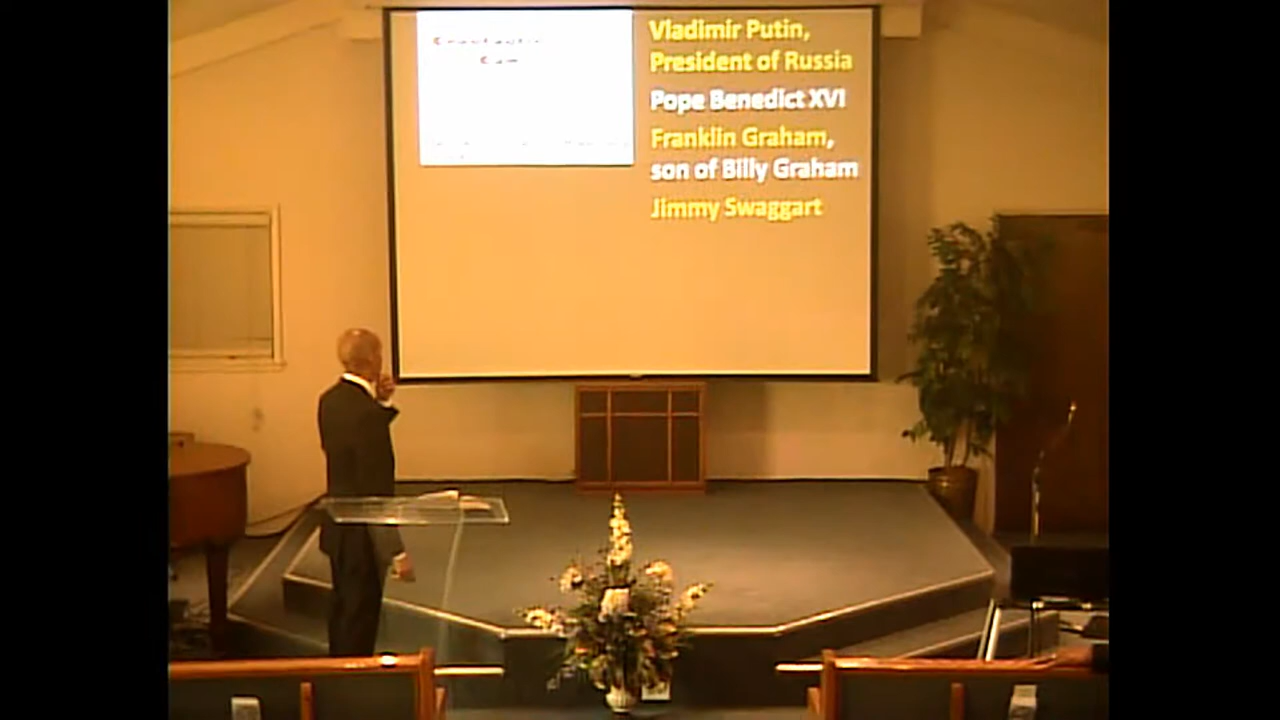 Vladimir Putin,
President of Russia
Pope Benedict XVI
Franklin Graham,
son of Billy Graham
Jimmy Swaggart